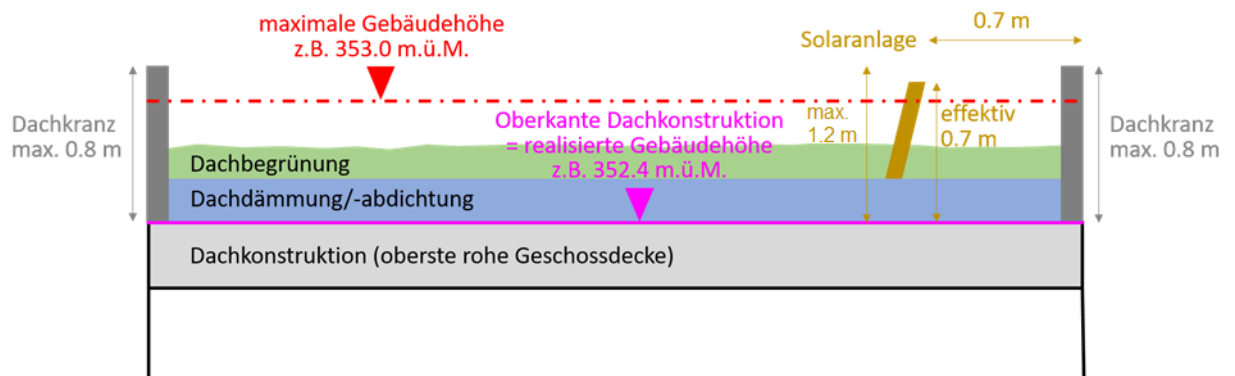 maximale Gebäudehöhe
z.B. 353.0 m.ü.M.
0.7 m
Solaranlage
Dachkranz
max. 0.8 m
Oberkante Dachkonstruktion
= realisierte Gebäudehöhe
z.B. 352.4 m.ü.M.
max.
1.2 m
effektiv
0.7 m
Dachkranz
max. 0.8 m
Dachbegrünung
Dachdämmung/-abdichtung
Dachkonstruktion (oberste rohe Geschossdecke)